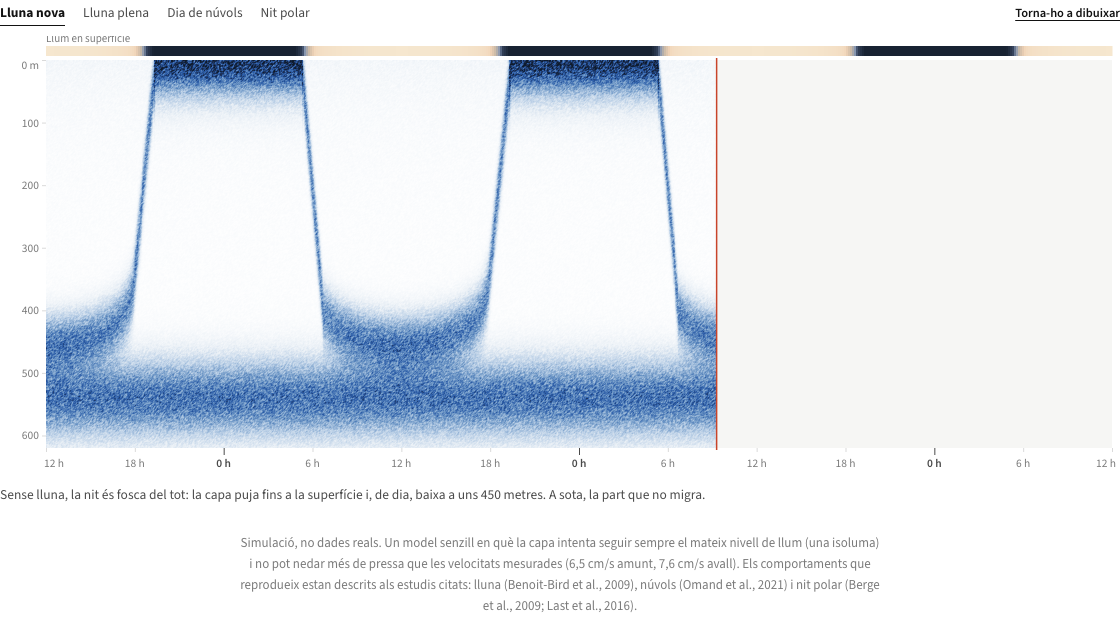 Lluna nova Lluna plena Dia de núvols Nit polar Torna-ho a dibuixar
Llum en superfície
0 m
100
200
300
400
500
600
12 h 18 h 0 h 6 h 12 h 18 h 0 h 6 h 12 h 18 h 0 h 6 h 12 h
Sense lluna, la nit és fosca del tot: la capa puja fins a la superfície i, de dia, baixa a uns 450 metres. A sota, la part que no migra.
Simulació, no dades reals. Un model senzill en què la capa intenta seguir sempre el mateix nivell de llum (una isoluma)
i no pot nedar més de pressa que les velocitats mesurades (6,5 cm/s amunt, 7,6 cm/s avall). Els comportaments que
reprodueix estan descrits als estudis citats: lluna (Benoit-Bird et al., 2009), núvols (Omand et al., 2021) i nit polar (Berge
et al., 2009; Last et al., 2016).